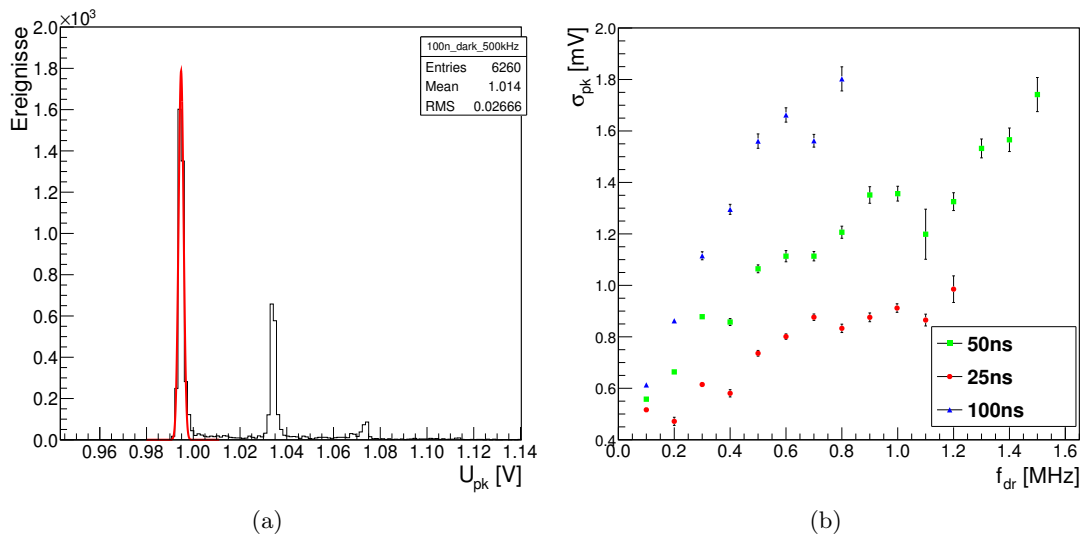 ×10³
Ereignisse
2.0
1.8
1.6
1.4
1.2
1.0
0.8
0.6
0.4
0.2
0.0
100n_dark_500kHz
Entries 6260
Mean 1.014
RMS 0.02666
0.96 0.98 1.00 1.02 1.04 1.06 1.08 1.10 1.12 1.14
U_pk [V]
(a)
σ_pk [mV]
2.0
1.8
1.6
1.4
1.2
1.0
0.8
0.6
0.4
50ns
25ns
100ns
0.0 0.2 0.4 0.6 0.8 1.0 1.2 1.4 1.6
f_dr [MHz]
(b)